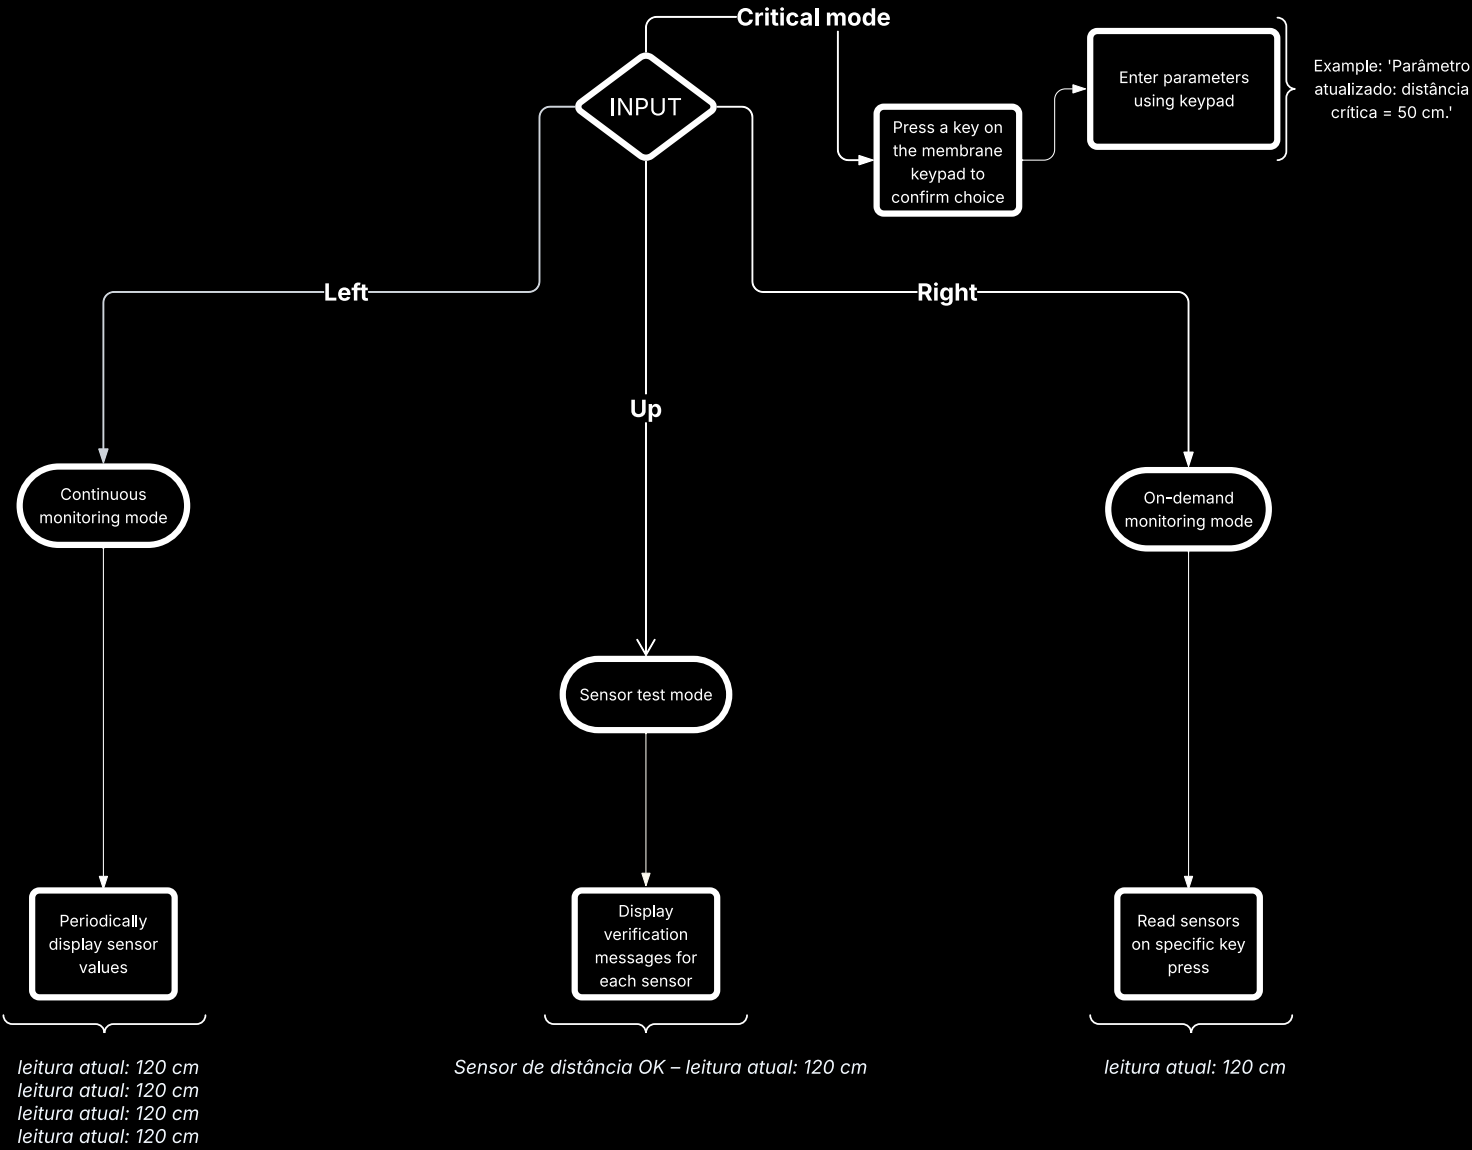 Critical mode
INPUT
Enter parameters
using keypad
Example: 'Parâmetro
atualizado: distância
crítica = 50 cm.'
Press a key on
the membrane
keypad to
confirm choice
Left
Right
Up
Continuous
monitoring mode
On-demand
monitoring mode
Sensor test mode
Periodically
display sensor
values
Display
verification
messages for
each sensor
Read sensors
on specific key
press
leitura atual: 120 cm
leitura atual: 120 cm
leitura atual: 120 cm
leitura atual: 120 cm
Sensor de distância OK – leitura atual: 120 cm
leitura atual: 120 cm